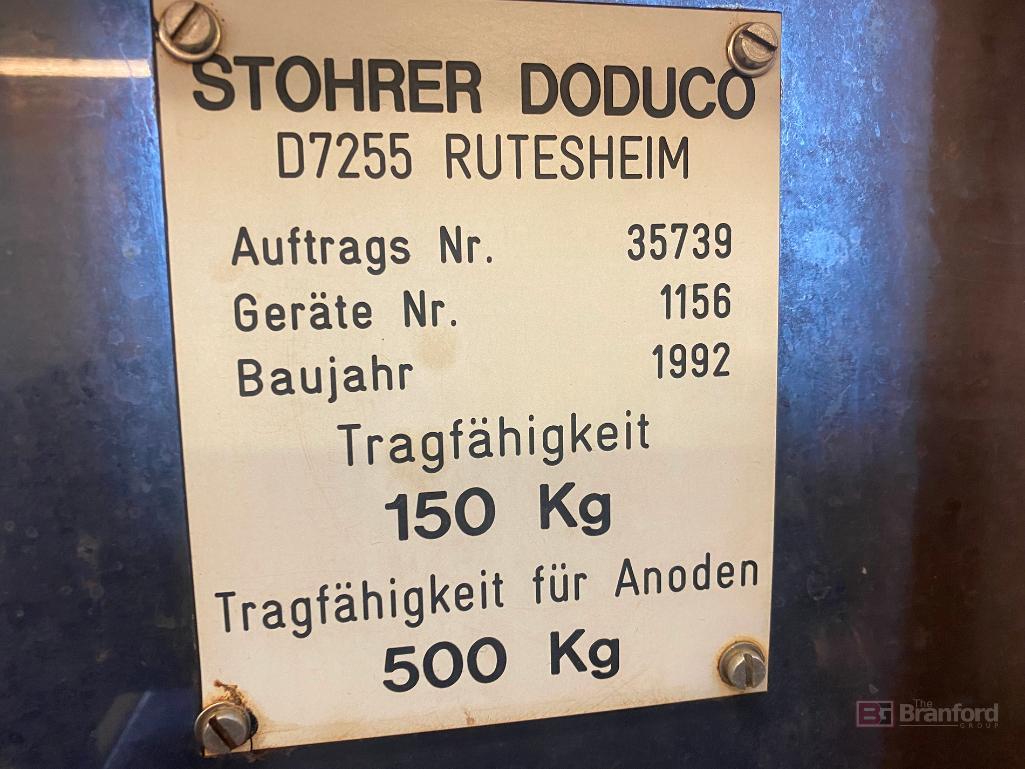 STOHRER DODUCO
D7255 RUTESHEIM
Auftrags Nr. 35739
Geräte Nr. 1156
Baujahr 1992
Tragfähigkeit
150 Kg
Tragfähigkeit für Anoden
500 Kg
BG The Branford GROUP